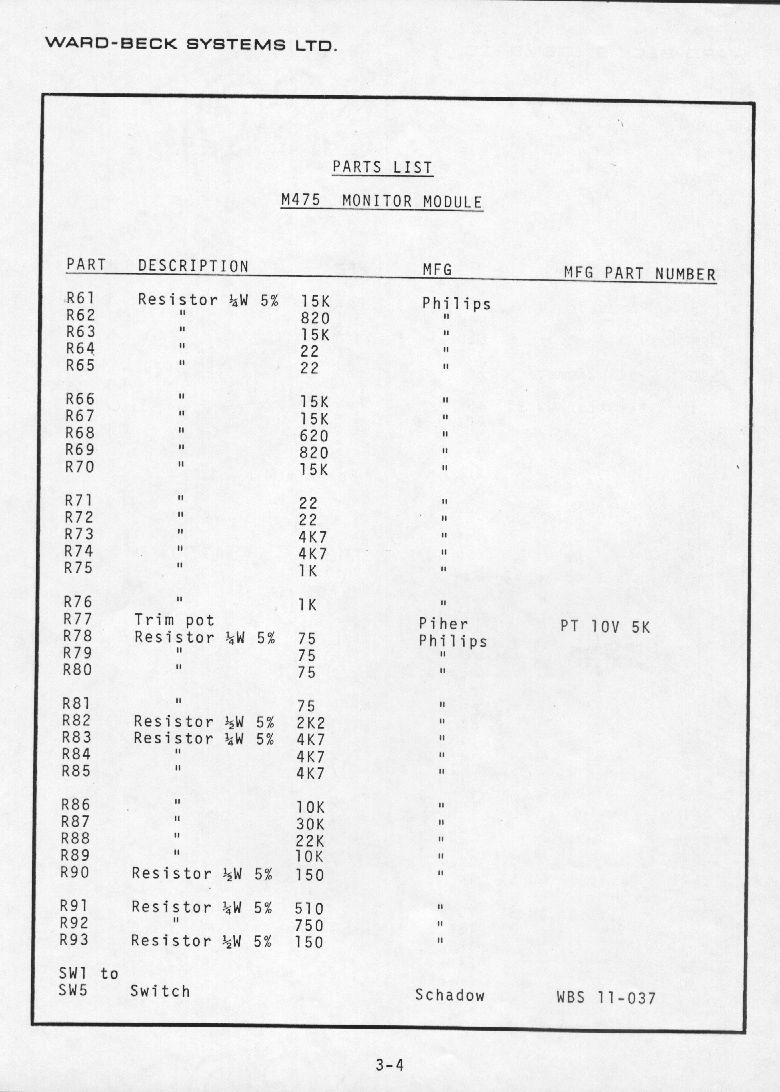 WARD-BECK SYSTEMS LTD.
PARTS LIST
M475 MONITOR MODULE
PART DESCRIPTION MFG MFG PART NUMBER
R61 Resistor ¼W 5% 15K Philips
R62 " 820 "
R63 " 15K "
R64 " 22 "
R65 " 22 "
R66 " 15K "
R67 " 15K "
R68 " 620 "
R69 " 820 "
R70 " 15K "
R71 " 22 "
R72 " 22 "
R73 " 4K7 "
R74 " 4K7 "
R75 " 1K "
R76 " 1K "
R77 Trim pot Piher PT 10V 5K
R78 Resistor ¼W 5% 75 Philips
R79 " 75 "
R80 " 75 "
R81 " 75 "
R82 Resistor ½W 5% 2K2 "
R83 Resistor ¼W 5% 4K7 "
R84 " 4K7 "
R85 " 4K7 "
R86 " 10K "
R87 " 30K "
R88 " 22K "
R89 " 10K "
R90 Resistor ½W 5% 150 "
R91 Resistor ¼W 5% 510 "
R92 " 750 "
R93 Resistor ½W 5% 150 "
SW1 to
SW5 Switch Schadow WBS 11-037
3-4